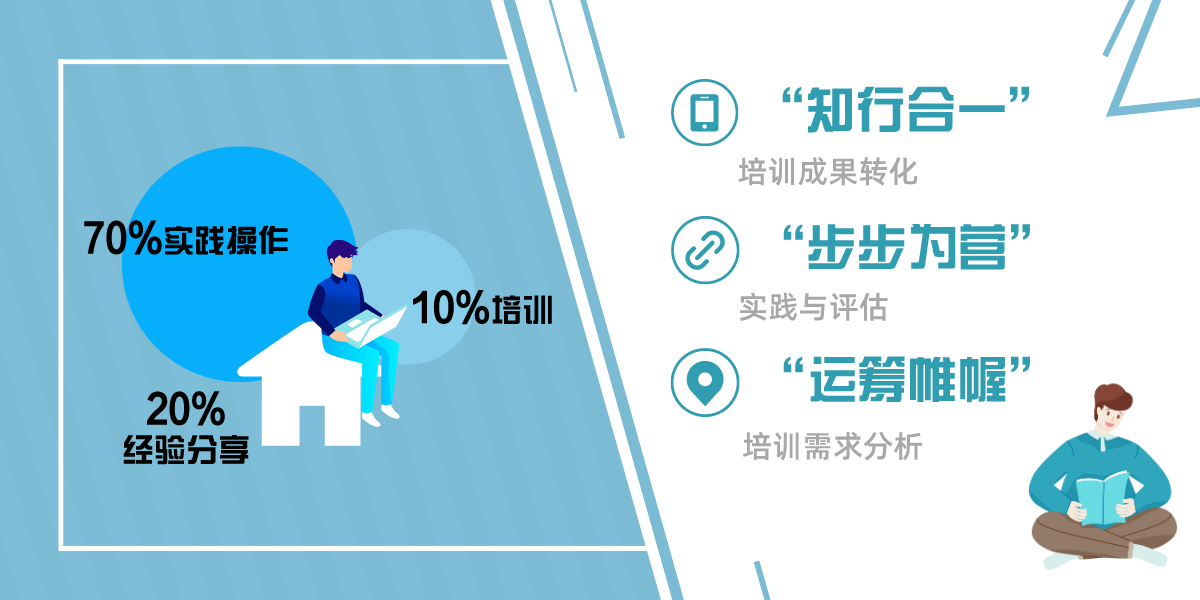 70%实践操作
10%培训
20%
经验分享
“知行合一”
培训成果转化
“步步为营”
实践与评估
“运筹帷幄”
培训需求分析